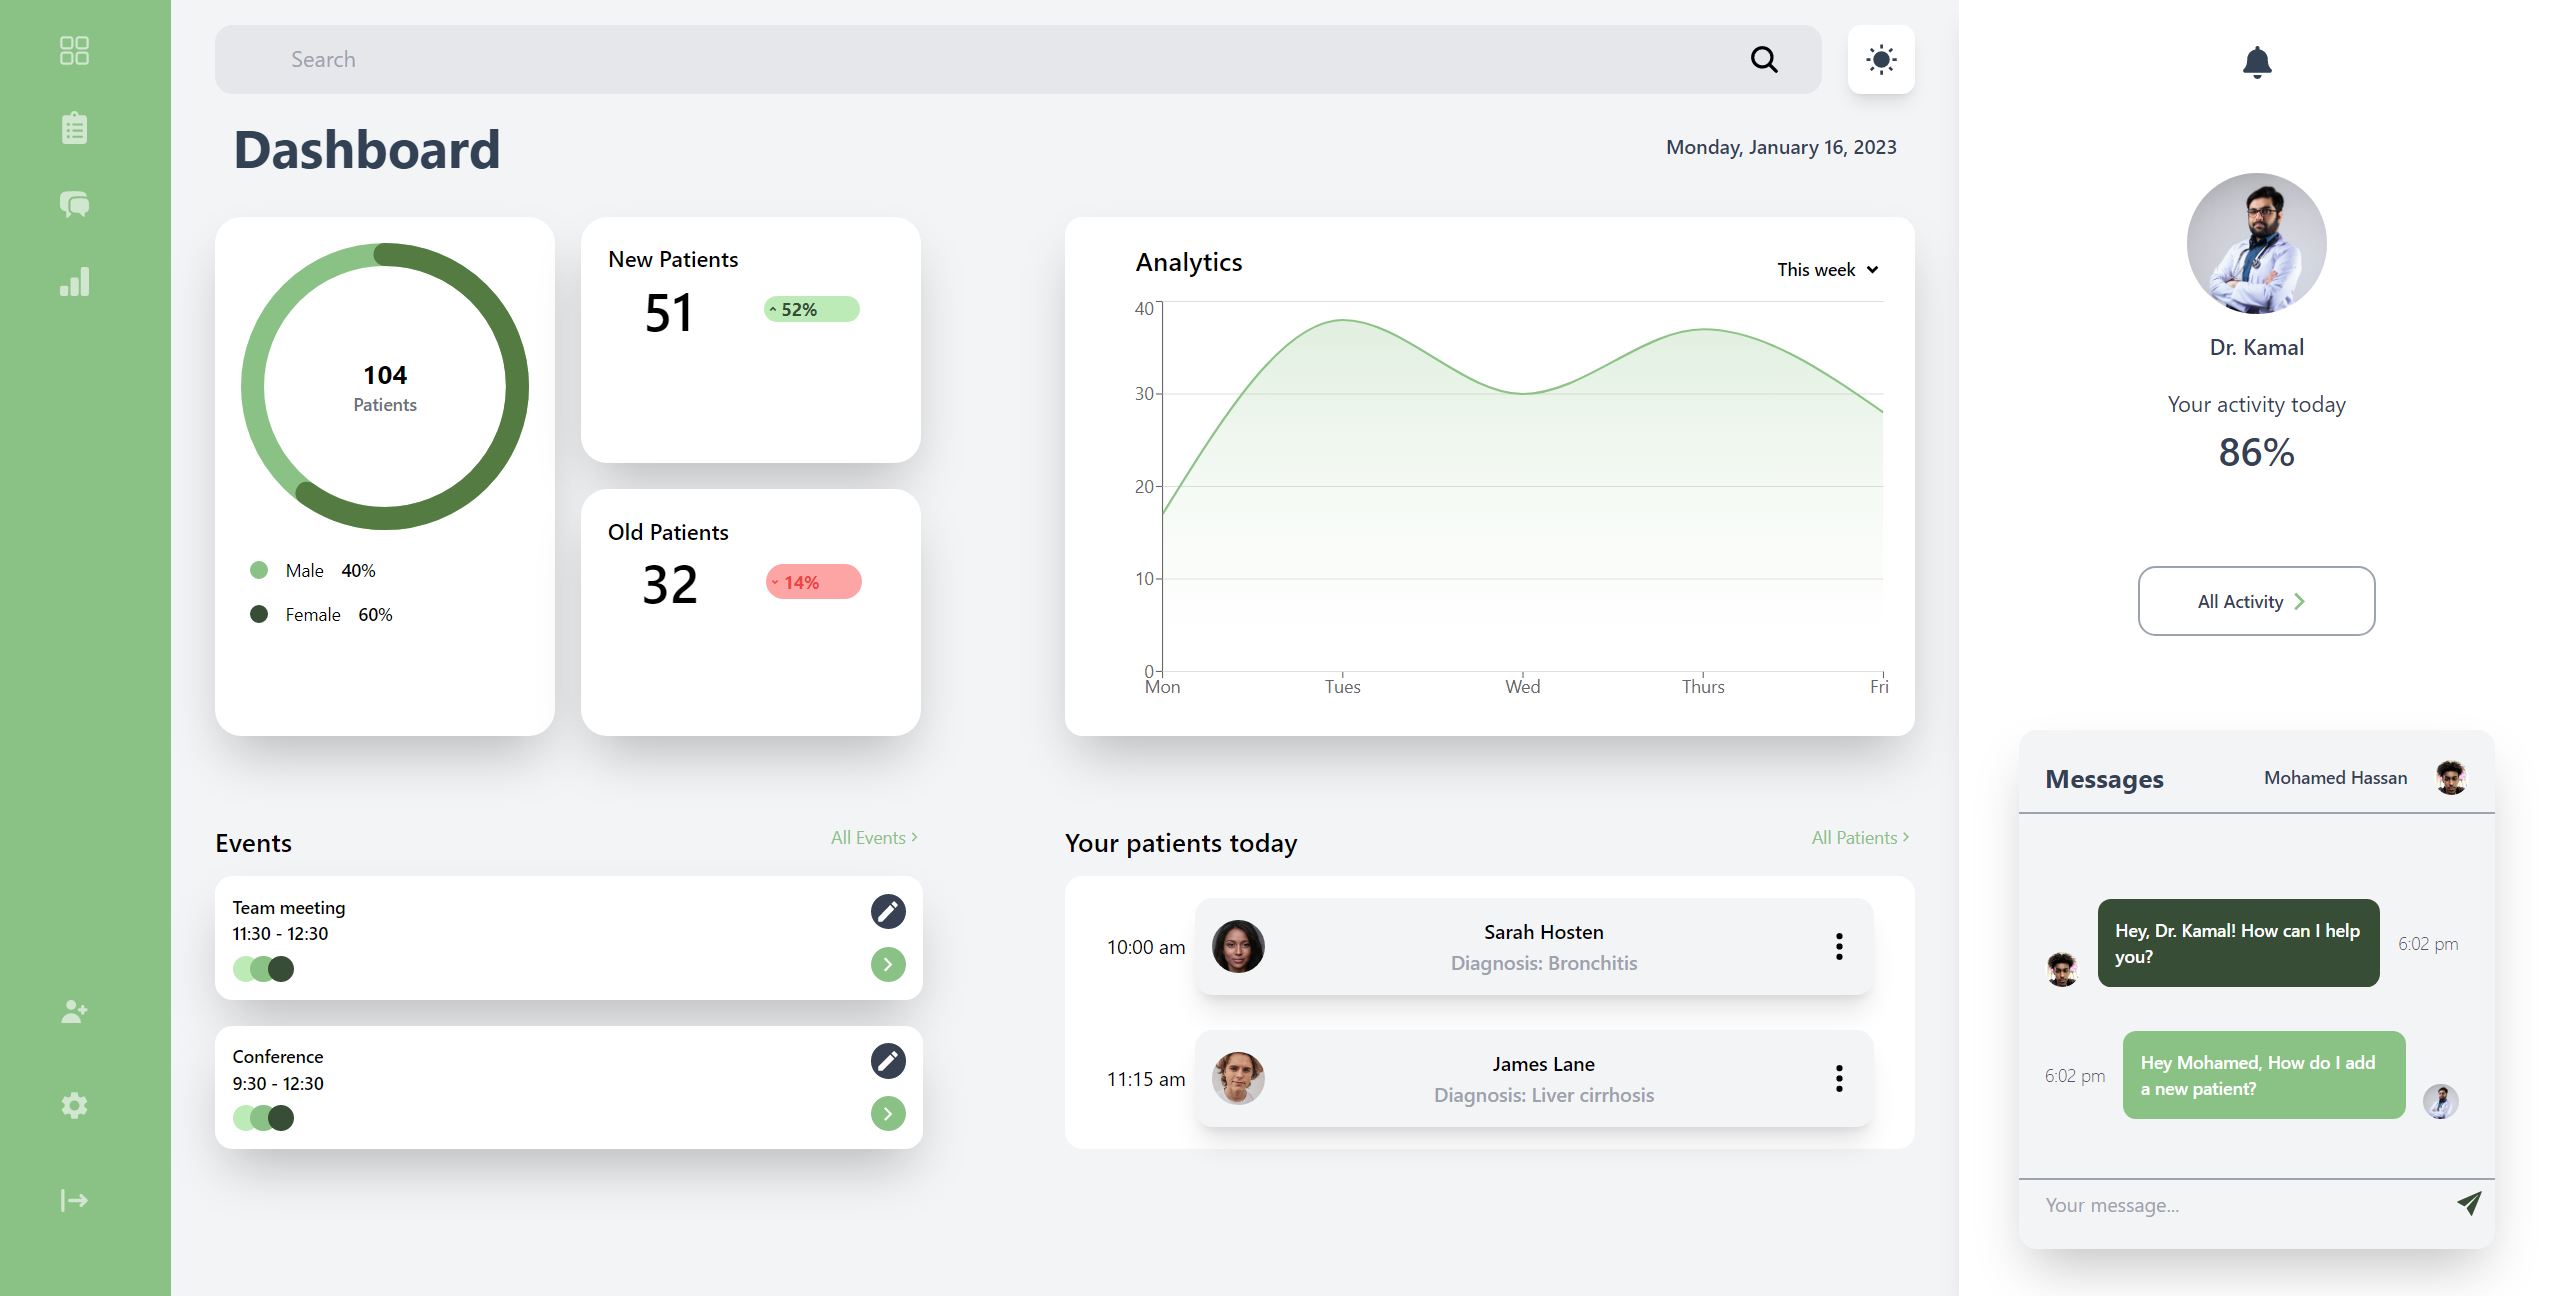 Search
Dashboard
Monday, January 16, 2023
104
Patients
Male 40%
Female 60%
New Patients
51 52%
Old Patients
32 14%
Analytics
This week
40
30
20
10
0
Mon Tues Wed Thurs Fri
Events
All Events
Team meeting
11:30 - 12:30
Conference
9:30 - 12:30
Your patients today
All Patients
10:00 am
Sarah Hosten
Diagnosis: Bronchitis
11:15 am
James Lane
Diagnosis: Liver cirrhosis
Dr. Kamal
Your activity today
86%
All Activity
Messages
Mohamed Hassan
Hey, Dr. Kamal! How can I help
you?
6:02 pm
6:02 pm
Hey Mohamed, How do I add
a new patient?
Your message...